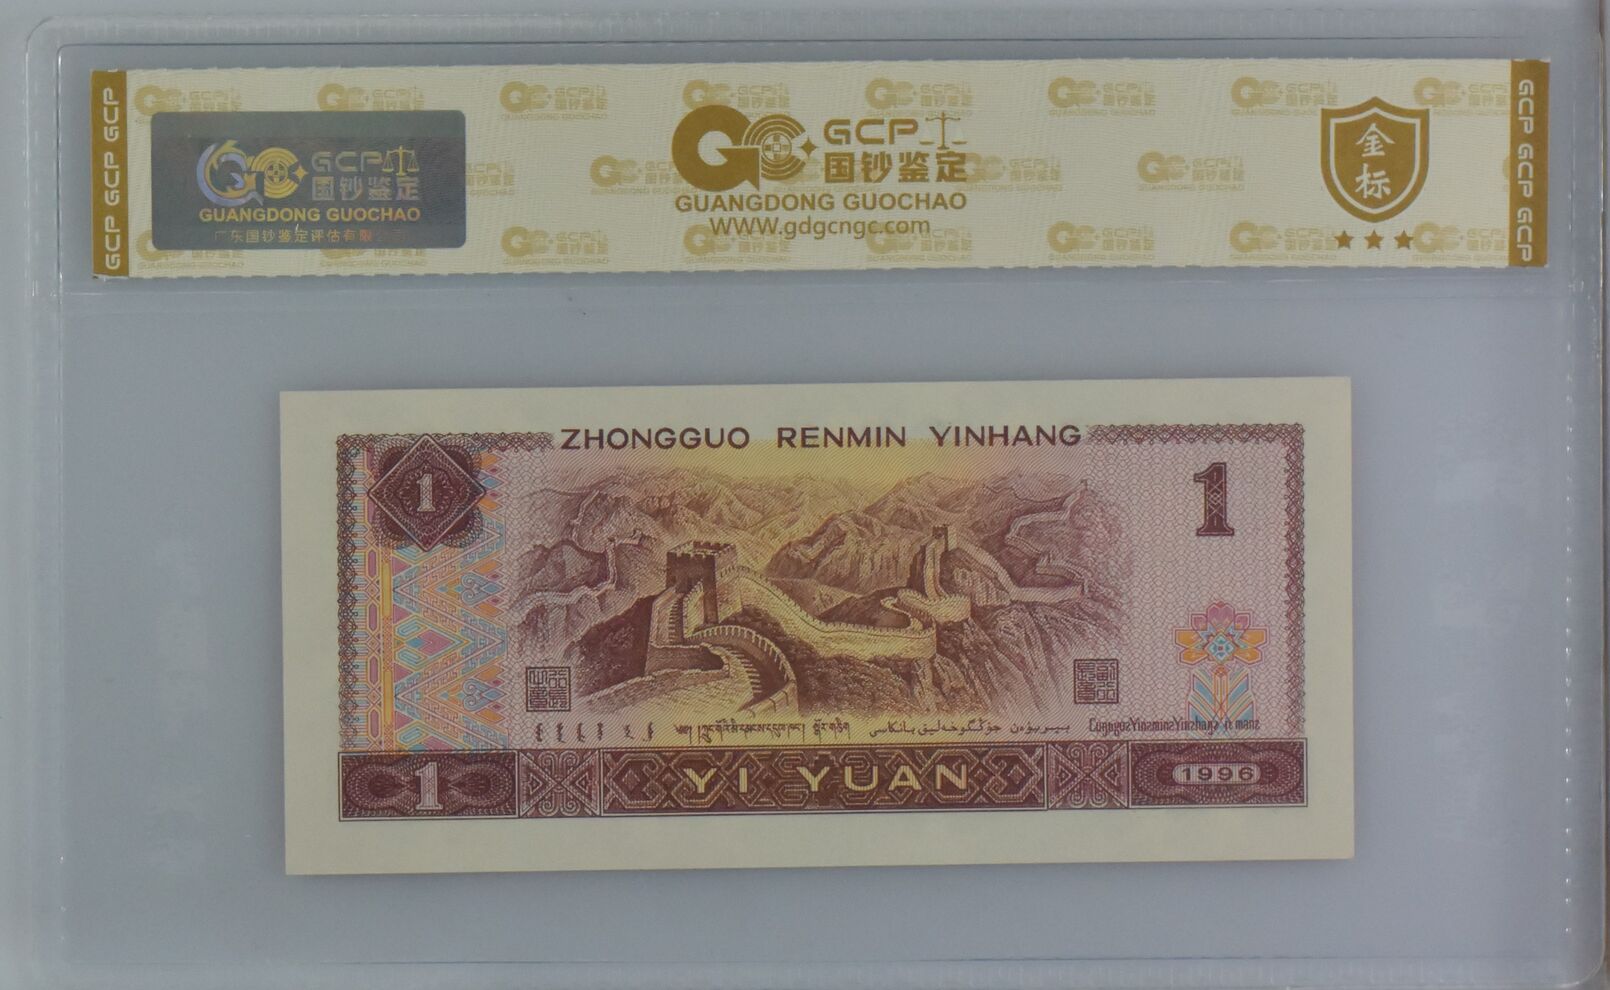 GCP GCP GCP
GCP
国钞鉴定
GUANGDONG GUOCHAO
广东国钞鉴定评估有限公司
GCP
国钞鉴定
GUANGDONG GUOCHAO
WWW.gdgcngc.com
金标
GCP GCP GCP
ZHONGGUO RENMIN YINHANG
1
1
1
YI YUAN
1996